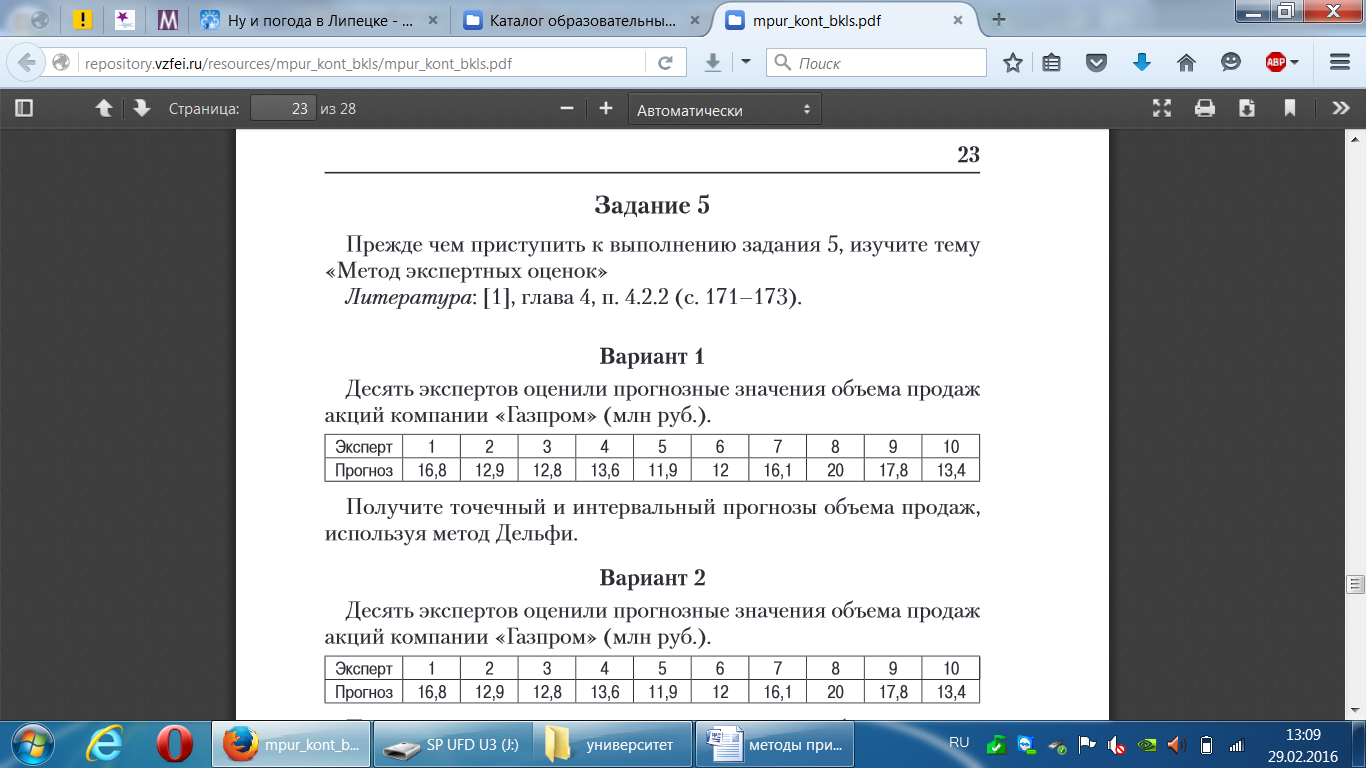 Ну и погода в Липецке - ...
Каталог образовательны...
mpur_kont_bkls.pdf
repository.vzfei.ru/resources/mpur_kont_bkls/mpur_kont_bkls.pdf
Поиск
ABP
Страница: 23 из 28
Автоматически
23
Задание 5
Прежде чем приступить к выполнению задания 5, изучите тему
«Метод экспертных оценок»
Литература: [1], глава 4, п. 4.2.2 (с. 171–173).
Вариант 1
Десять экспертов оценили прогнозные значения объема продаж
акций компании «Газпром» (млн руб.).
Эксперт 1 2 3 4 5 6 7 8 9 10
Прогноз 16,8 12,9 12,8 13,6 11,9 12 16,1 20 17,8 13,4
Получите точечный и интервальный прогнозы объема продаж,
используя метод Дельфи.
Вариант 2
Десять экспертов оценили прогнозные значения объема продаж
акций компании «Газпром» (млн руб.).
Эксперт 1 2 3 4 5 6 7 8 9 10
Прогноз 16,8 12,9 12,8 13,6 11,9 12 16,1 20 17,8 13,4
mpur_kont_b...
SP UFD U3 (J:)
университет
методы при...
RU
13:09
29.02.2016